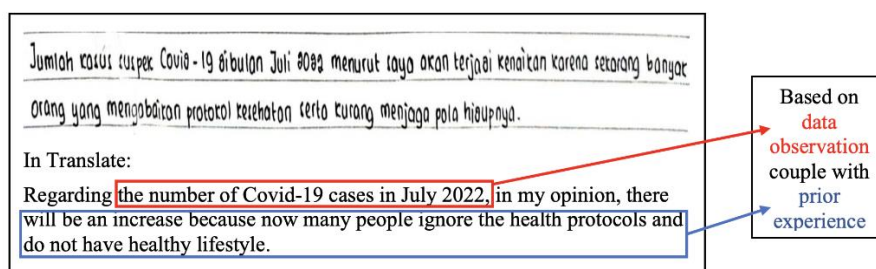 Jumlah kasus suspek Covid-19 dibulan Juli 2022 menurut saya akan terjadi kenaikan karena sekarang banyak
orang yang mengabaikan protokol kesehatan serta kurang menjaga pola hidupnya.
In Translate:
Regarding the number of Covid-19 cases in July 2022, in my opinion, there
will be an increase because now many people ignore the health protocols and
do not have healthy lifestyle.
Based on
data
observation
couple with
prior
experience